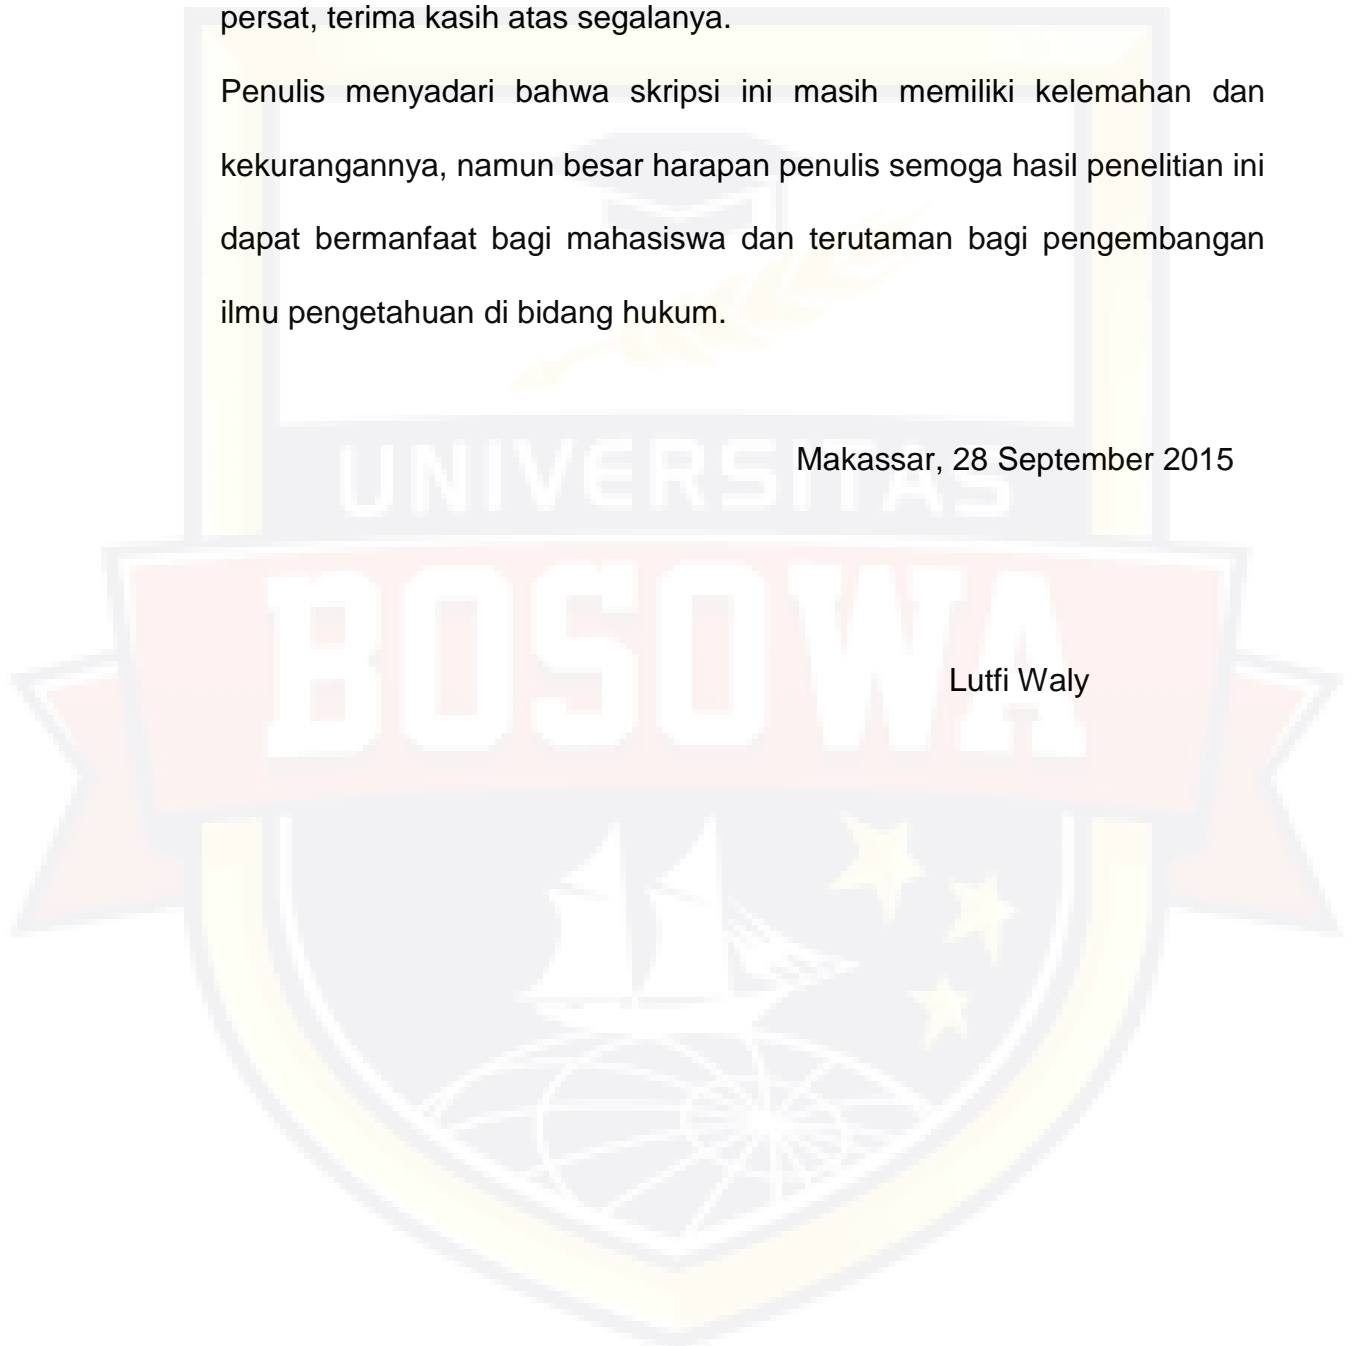 persat, terima kasih atas segalanya.
Penulis menyadari bahwa skripsi ini masih memiliki kelemahan dan
kekurangannya, namun besar harapan penulis semoga hasil penelitian ini
dapat bermanfaat bagi mahasiswa dan terutaman bagi pengembangan
ilmu pengetahuan di bidang hukum.
Makassar, 28 September 2015
UNIVERSITAS
BOSOWA
Lutfi Waly